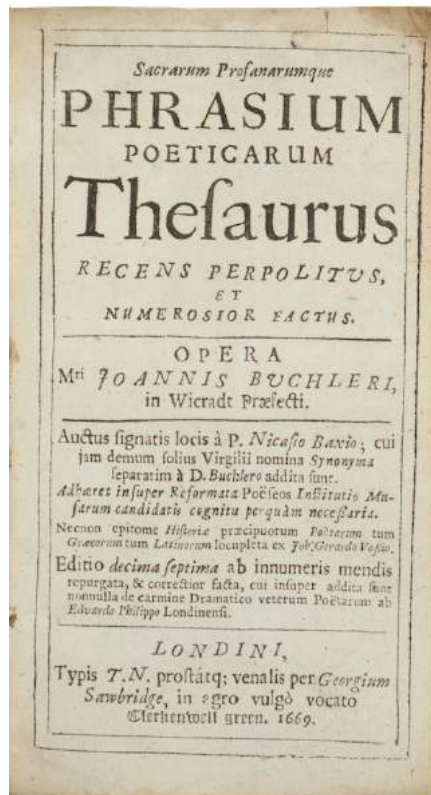 Sacrarum Profanarumque
PHRASIUM
POETICARUM
Theſaurus
RECENS PERPOLITVS,
ET
NUMEROSIOR FACTUS.
OPERA
Mri JOANNIS BVCHLERI,
in Wicradt Præfecti.
Auctus ſignatis locis à P. Nicaſio Baxio; cui
jam demum ſolius Virgilii nomina Synonyma
ſeparatim à D. Buchlero addita ſunt.
Adhæret inſuper Reformata Poëſeos Inſtitutio Mu-
ſarum candidatis cognitu perquàm neceſſaria.
Necnon epitome Hiſtoriæ præcipuorum Poëtarum tum
Græcorum tum Latinorum locupleta ex Joh. Gerardo Voſſio.
Editio decima ſeptima ab innumeris mendis
repurgata, & correctior facta, cui inſuper addita ſunt
nonnulla de carmine Dramatico veterum Poëtarum ab
Edvardo Philippo Londinenſi.
LONDINI,
Typis T.N. proſtátq; venalis per Georgium
Sawbridge, in agro vulgò vocato
Clerkenwell green. 1669.